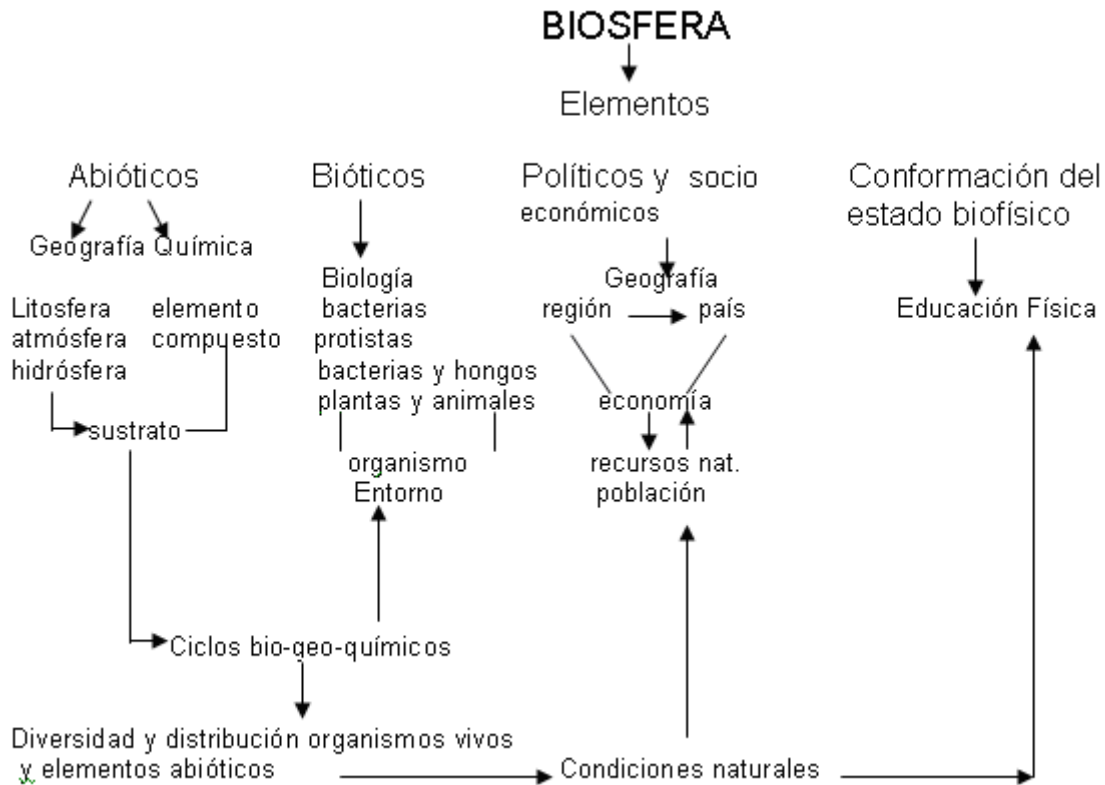 BIOSFERA
Elementos
Abióticos
Geografía Química
Litosfera
atmósfera
hidrósfera
elemento
compuesto
sustrato
Bióticos
Biología
bacterias
protistas
bacterias y hongos
plantas y animales
organismo
Entorno
Políticos y socio
económicos
Geografía
región
país
economía
recursos nat.
población
Conformación del
estado biofísico
Educación Física
Ciclos bio-geo-químicos
Diversidad y distribución organismos vivos
y elementos abióticos
Condiciones naturales